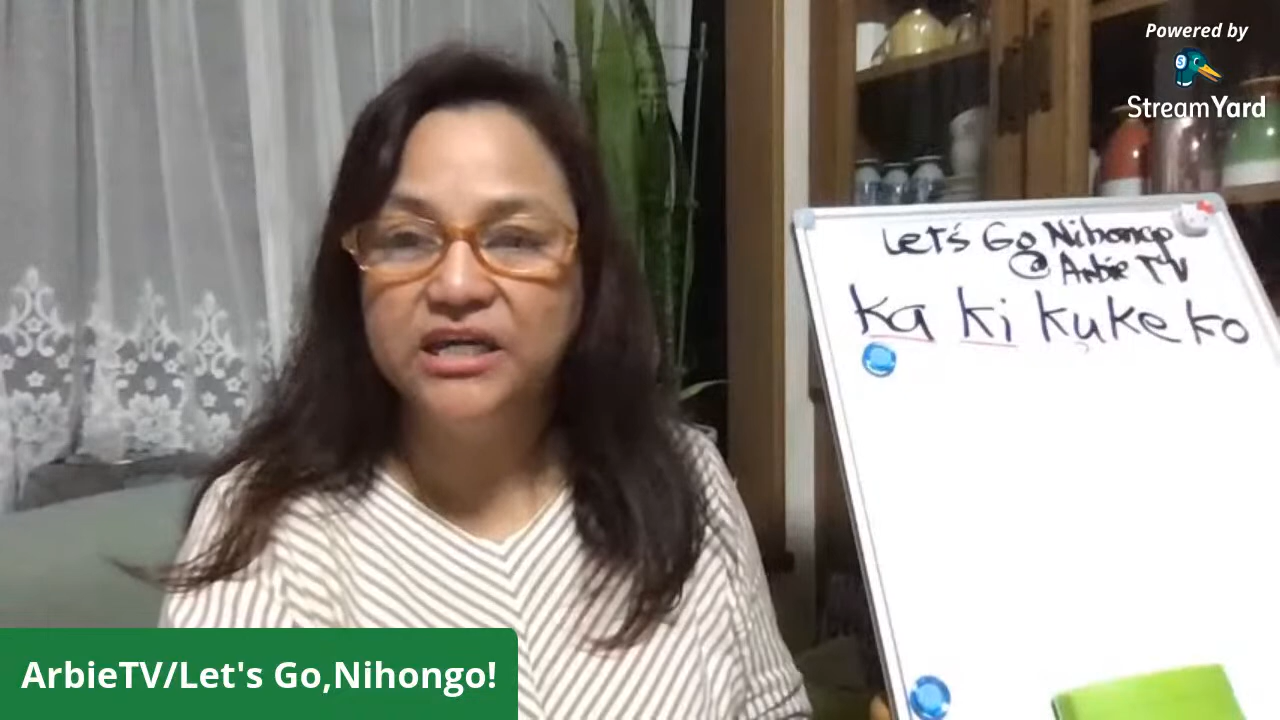 Powered by
StreamYard
Let's Go Nihongo
@ Arbie TV
Ka Ki Ku Ke Ko
ArbieTV/Let's Go,Nihongo!